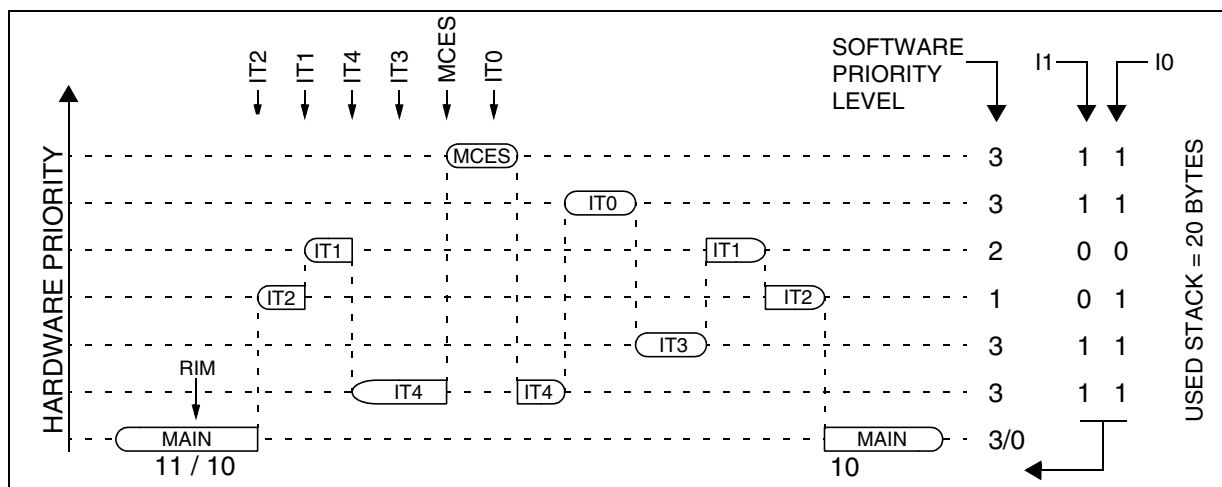 IT2
IT1
IT4
IT3
MCES
IT0
SOFTWARE
PRIORITY
LEVEL
I1
I0
HARDWARE PRIORITY
MCES
3
1 1
IT0
3
1 1
IT1
IT1
2
0 0
IT2
IT2
1
0 1
IT3
3
1 1
RIM
IT4
IT4
3
1 1
MAIN
MAIN
3/0
11 / 10
10
USED STACK = 20 BYTES